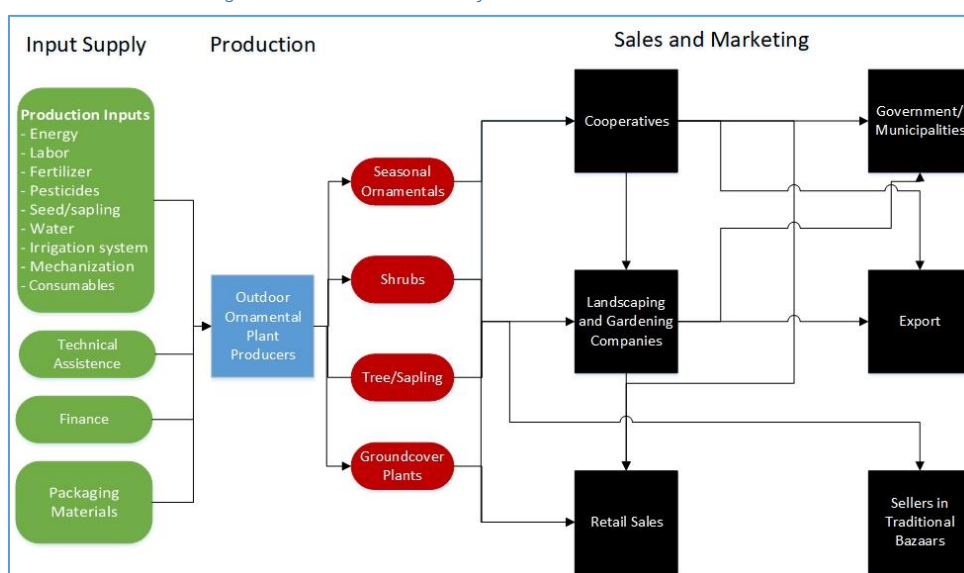 Input Supply
Production
Sales and Marketing
Production Inputs
- Energy
- Labor
- Fertilizer
- Pesticides
- Seed/sapling
- Water
- Irrigation system
- Mechanization
- Consumables
Technical
Assistence
Finance
Packaging
Materials
Outdoor
Ornamental
Plant
Producers
Seasonal
Ornamentals
Shrubs
Tree/Sapling
Groundcover
Plants
Cooperatives
Landscaping
and Gardening
Companies
Retail Sales
Government/
Municipalities
Export
Sellers in
Traditional
Bazaars